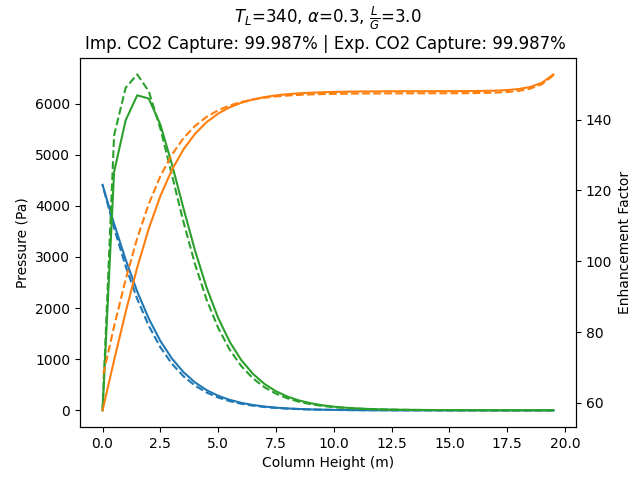 T_L=340, α=0.3, L/G=3.0
Imp. CO2 Capture: 99.987% | Exp. CO2 Capture: 99.987%
6000
5000
4000
3000
2000
1000
0
Pressure (Pa)
140
120
100
80
60
Enhancement Factor
0.0 2.5 5.0 7.5 10.0 12.5 15.0 17.5 20.0
Column Height (m)